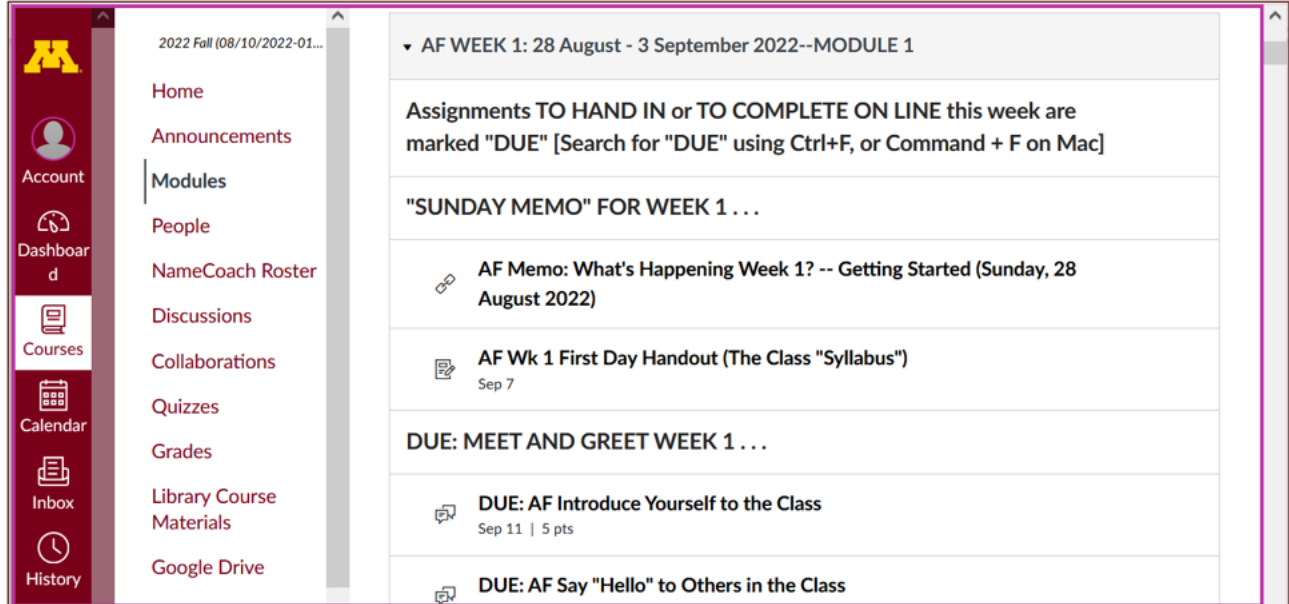 M
Account
Dashboar
d
Courses
Calendar
Inbox
History
2022 Fall (08/10/2022-01...
Home
Announcements
Modules
People
NameCoach Roster
Discussions
Collaborations
Quizzes
Grades
Library Course
Materials
Google Drive
AF WEEK 1: 28 August - 3 September 2022--MODULE 1
Assignments TO HAND IN or TO COMPLETE ON LINE this week are
marked "DUE" [Search for "DUE" using Ctrl+F, or Command + F on Mac]
"SUNDAY MEMO" FOR WEEK 1 . . .
AF Memo: What's Happening Week 1? -- Getting Started (Sunday, 28
August 2022)
AF Wk 1 First Day Handout (The Class "Syllabus")
Sep 7
DUE: MEET AND GREET WEEK 1 . . .
DUE: AF Introduce Yourself to the Class
Sep 11 | 5 pts
DUE: AF Say "Hello" to Others in the Class